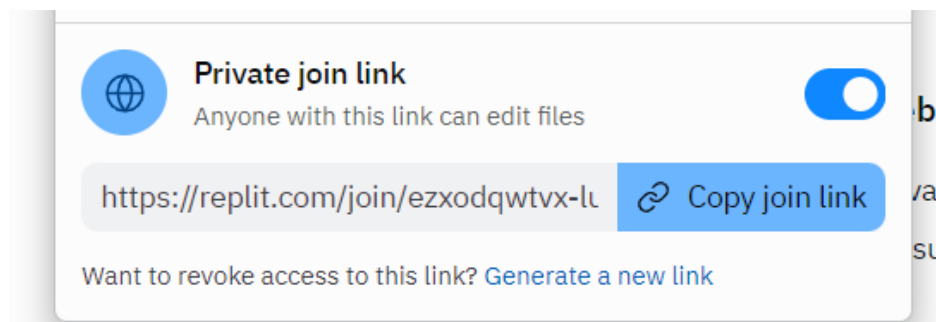 Private join link
Anyone with this link can edit files
https://replit.com/join/ezxodqwtvx-lu
Copy join link
Want to revoke access to this link? Generate a new link